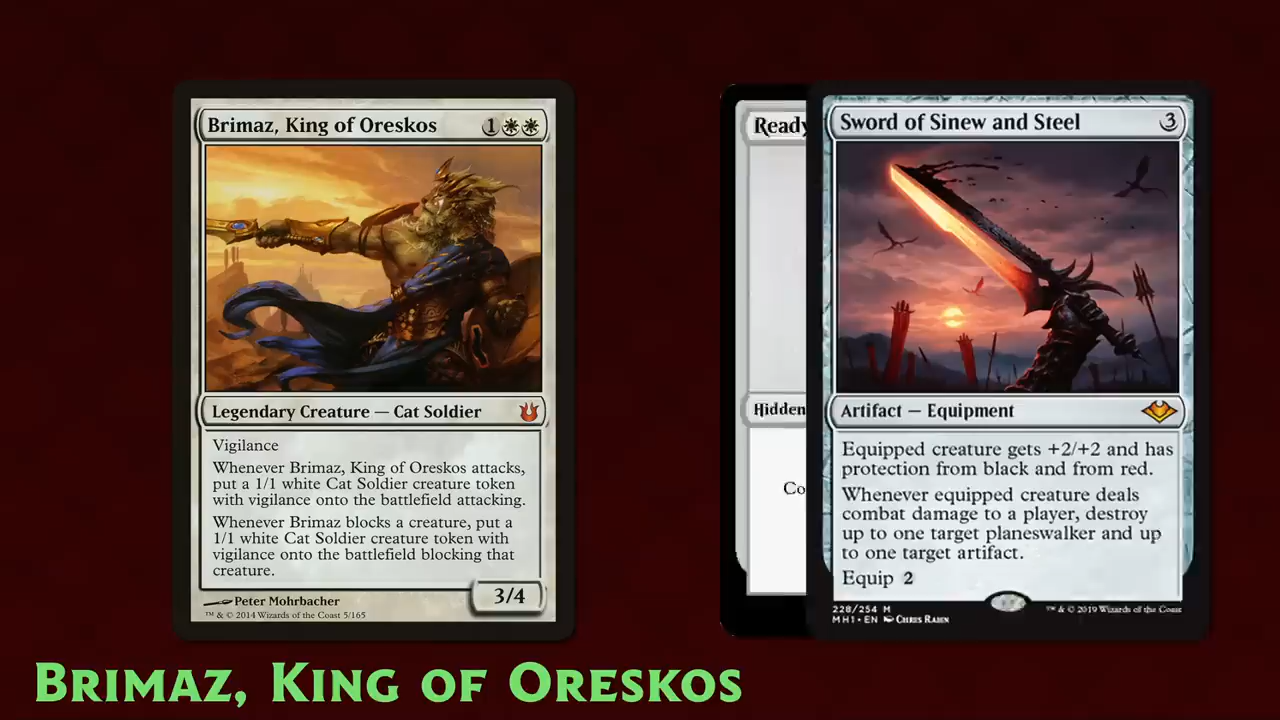 Brimaz, King of Oreskos
1
Legendary Creature — Cat Soldier
Vigilance
Whenever Brimaz, King of Oreskos attacks,
put a 1/1 white Cat Soldier creature token
with vigilance onto the battlefield attacking.
Whenever Brimaz blocks a creature, put a
1/1 white Cat Soldier creature token with
vigilance onto the battlefield blocking that
creature.
3/4
Peter Mohrbacher
™ & © 2014 Wizards of the Coast 5/165
Ready
Hidden
Co
Sword of Sinew and Steel
3
Artifact — Equipment
Equipped creature gets +2/+2 and has
protection from black and from red.
Whenever equipped creature deals
combat damage to a player, destroy
up to one target planeswalker and up
to one target artifact.
Equip 2
228/254 M
MH1 • EN Chris Rahn
™ & © 2019 Wizards of the Coast
Brimaz, King of Oreskos